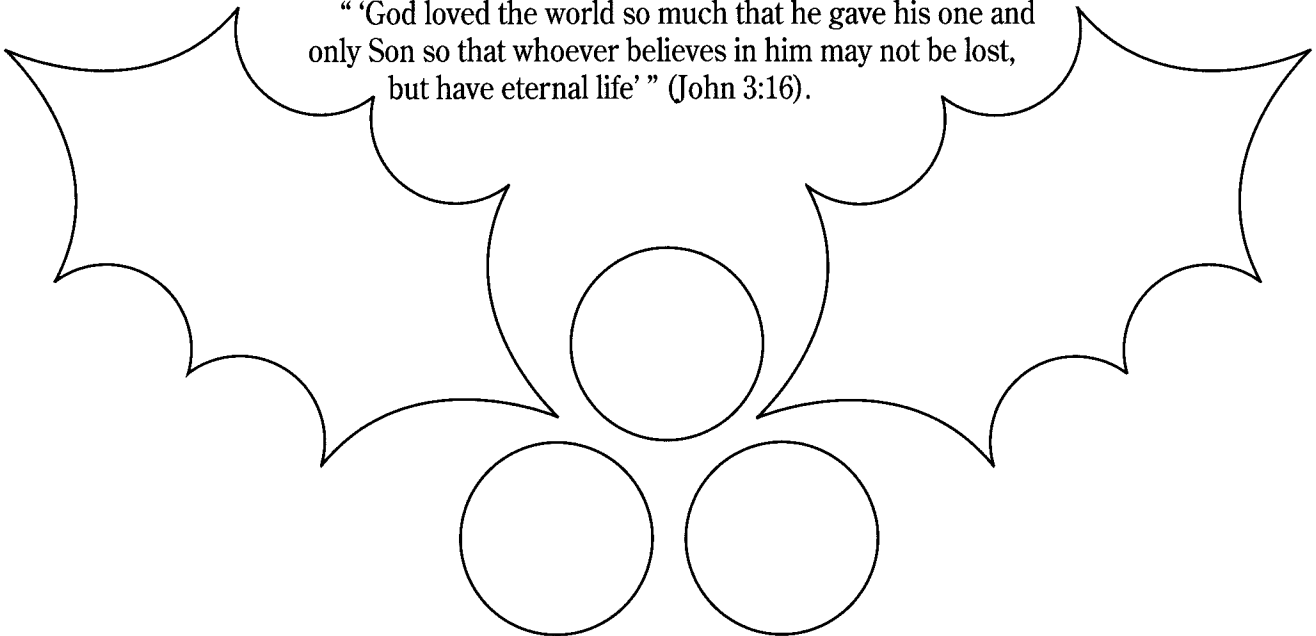 “ ‘God loved the world so much that he gave his one and
only Son so that whoever believes in him may not be lost,
but have eternal life’ ” (John 3:16).